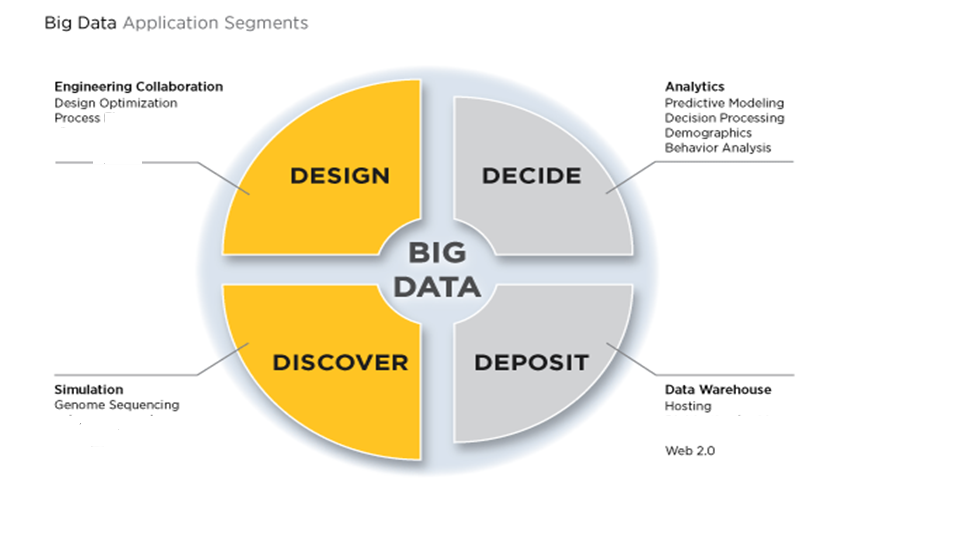 Big Data Application Segments
Engineering Collaboration
Design Optimization
Process
Analytics
Predictive Modeling
Decision Processing
Demographics
Behavior Analysis
DESIGN
DECIDE
BIG
DATA
DISCOVER
DEPOSIT
Simulation
Genome Sequencing
Data Warehouse
Hosting
Web 2.0